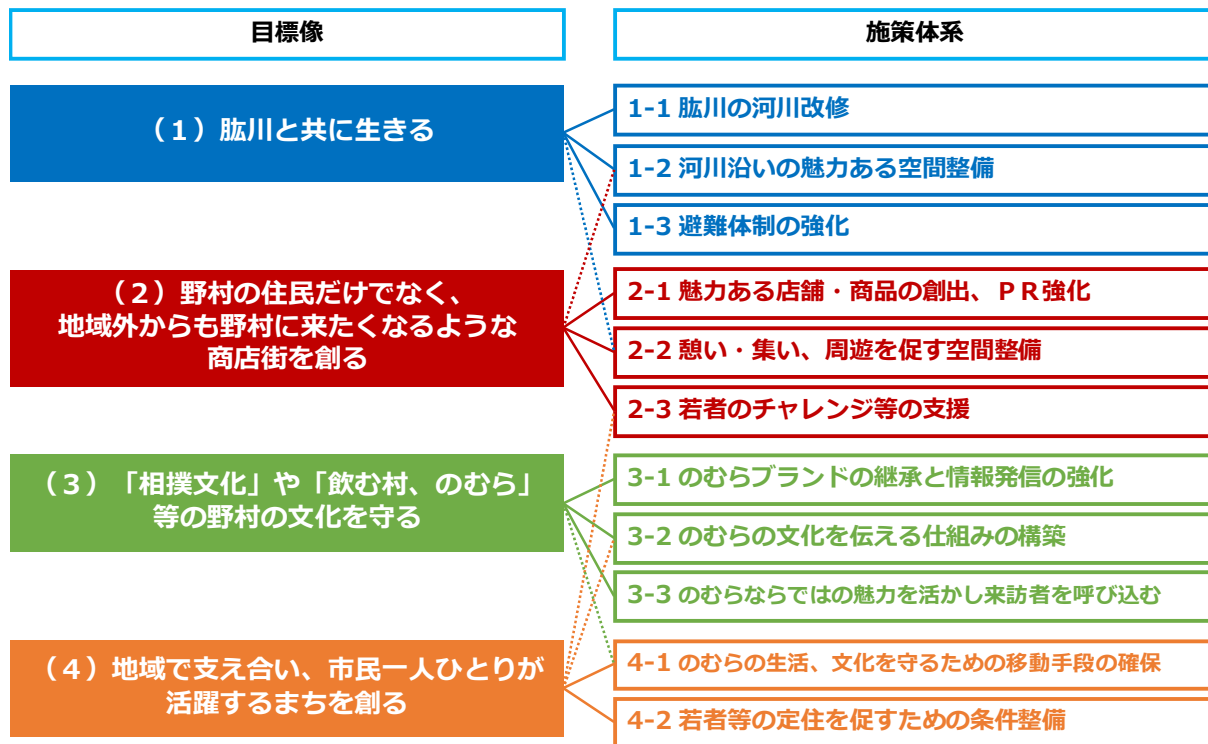 目標像
施策体系
（１）肱川と共に生きる
1-1 肱川の河川改修
1-2 河川沿いの魅力ある空間整備
1-3 避難体制の強化
（２）野村の住民だけでなく、
地域外からも野村に来たくなるような
商店街を創る
2-1 魅力ある店舗・商品の創出、ＰＲ強化
2-2 憩い・集い、周遊を促す空間整備
2-3 若者のチャレンジ等の支援
（３）「相撲文化」や「飲む村、のむら」
等の野村の文化を守る
3-1 のむらブランドの継承と情報発信の強化
3-2 のむらの文化を伝える仕組みの構築
3-3 のむらならではの魅力を活かし来訪者を呼び込む
（４）地域で支え合い、市民一人ひとりが
活躍するまちを創る
4-1 のむらの生活、文化を守るための移動手段の確保
4-2 若者等の定住を促すための条件整備